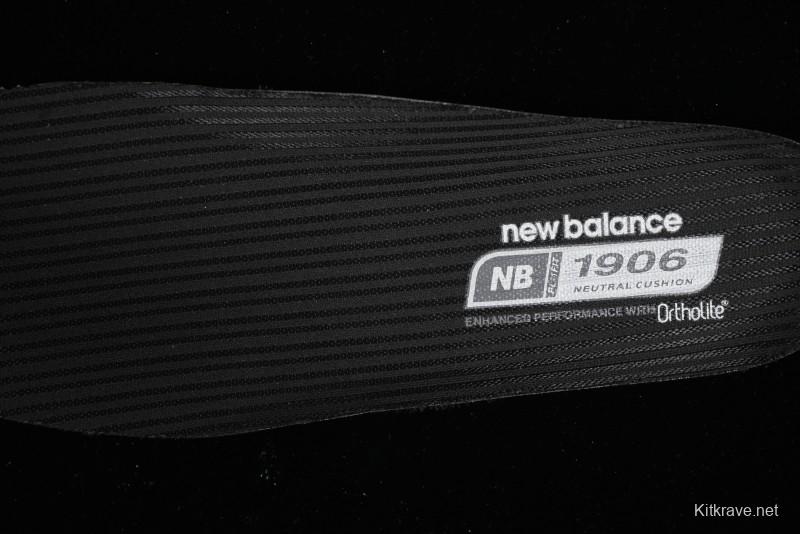 new balance
NB
1906
NEUTRAL CUSHION
ENHANCED PERFORMANCE WITH OrthoLite®
Kitkrave.net